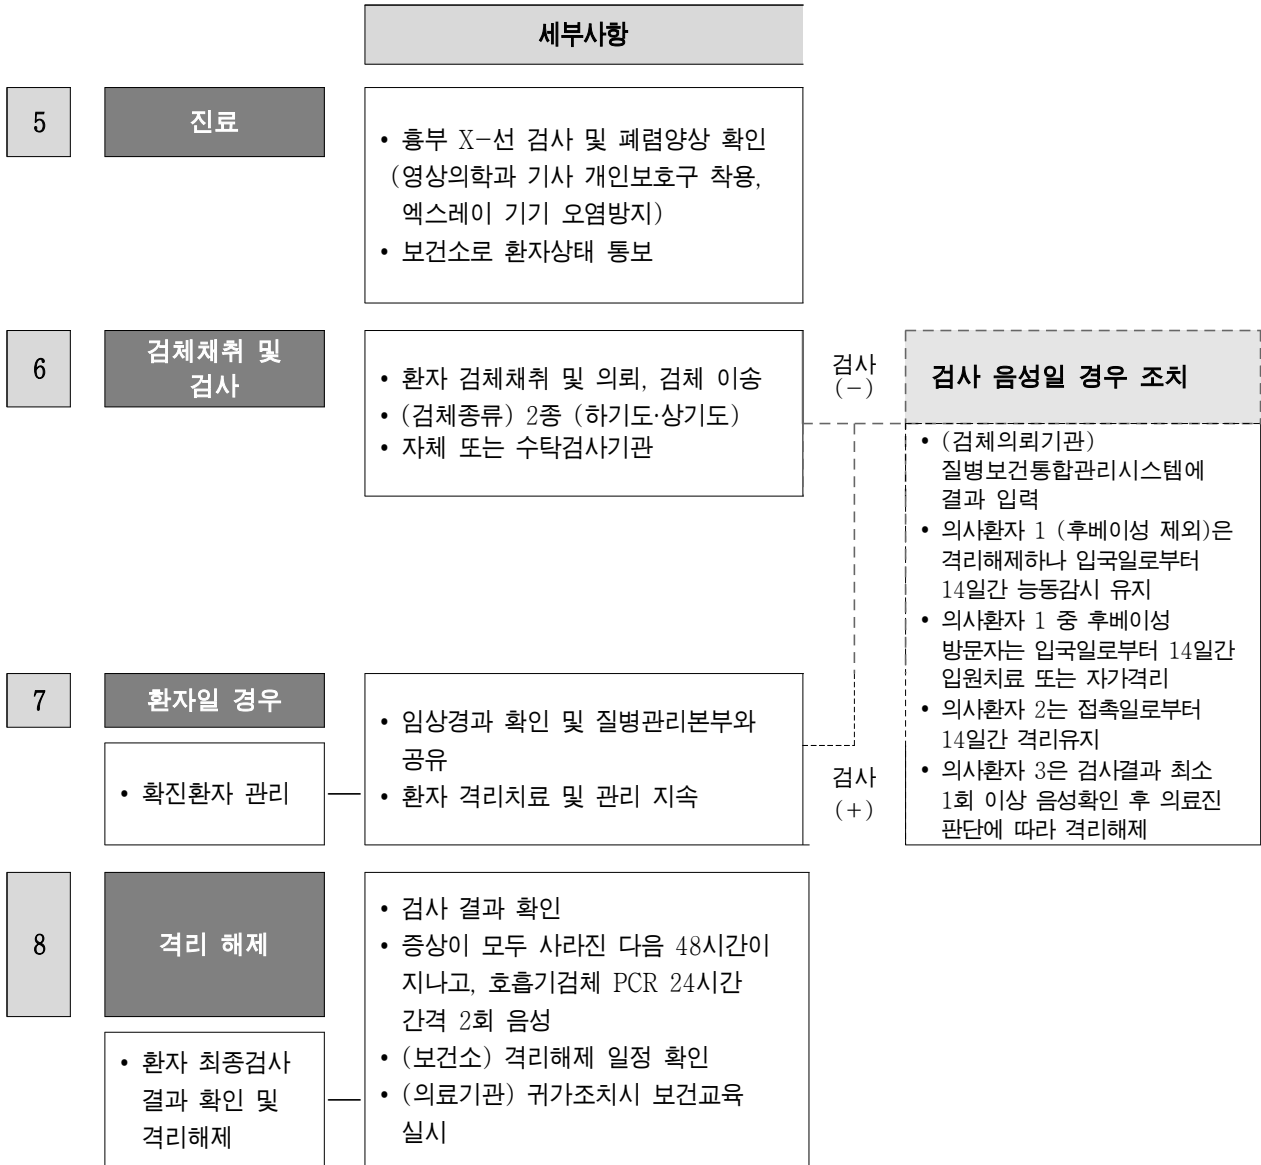 세부사항
5
진료
• 흉부 X-선 검사 및 폐렴양상 확인
(영상의학과 기사 개인보호구 착용,
엑스레이 기기 오염방지)
• 보건소로 환자상태 통보
6
검체채취 및
검사
• 환자 검체채취 및 의뢰, 검체 이송
• (검체종류) 2종 (하기도·상기도)
• 자체 또는 수탁검사기관
검사
(-)
검사 음성일 경우 조치
• (검체의뢰기관)
질병보건통합관리시스템에
결과 입력
• 의사환자 1 (후베이성 제외)은
격리해제하나 입국일로부터
14일간 능동감시 유지
• 의사환자 1 중 후베이성
방문자는 입국일로부터 14일간
입원치료 또는 자가격리
• 의사환자 2는 접촉일로부터
14일간 격리유지
• 의사환자 3은 검사결과 최소
1회 이상 음성확인 후 의료진
판단에 따라 격리해제
7
환자일 경우
• 확진환자 관리
• 임상경과 확인 및 질병관리본부와
공유
• 환자 격리치료 및 관리 지속
검사
(+)
8
격리 해제
• 환자 최종검사
결과 확인 및
격리해제
• 검사 결과 확인
• 증상이 모두 사라진 다음 48시간이
지나고, 호흡기검체 PCR 24시간
간격 2회 음성
• (보건소) 격리해제 일정 확인
• (의료기관) 귀가조치시 보건교육
실시